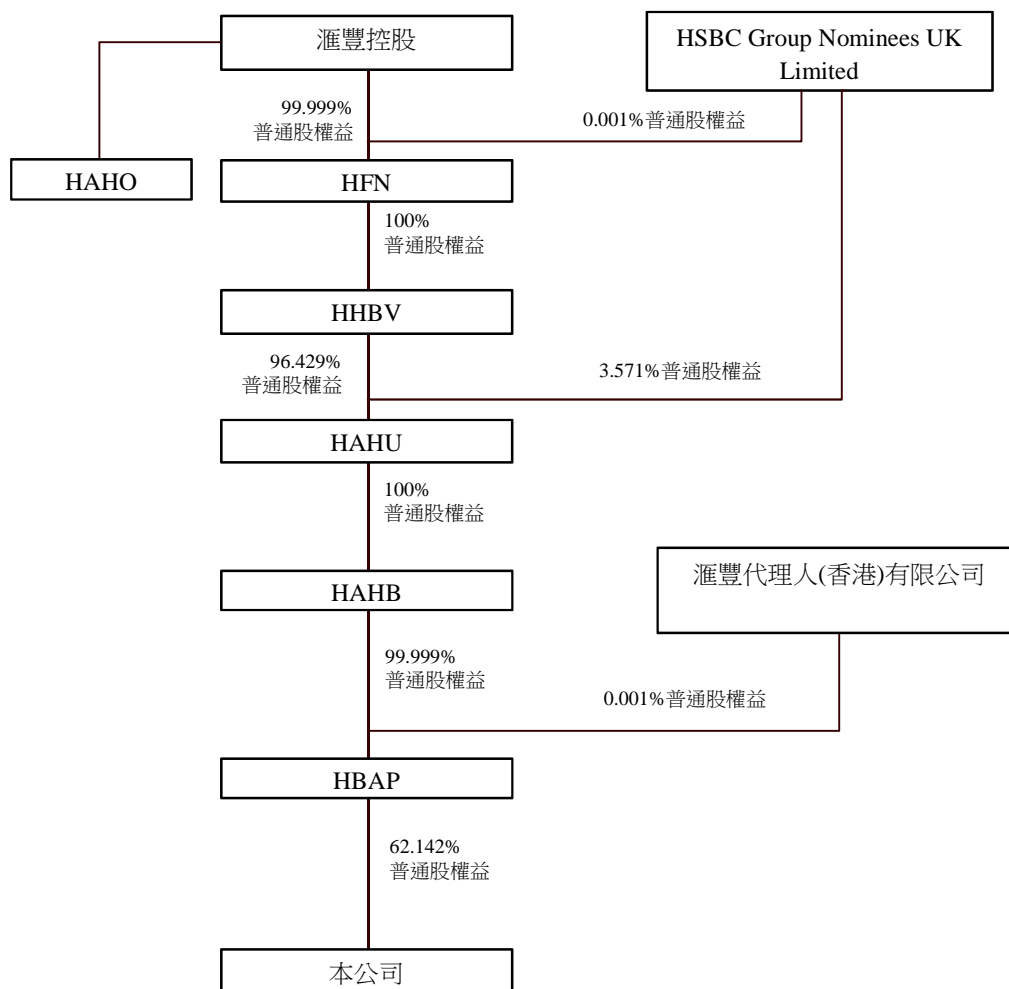 滙豐控股
HSBC Group Nominees UK
Limited
99.999%
普通股權益
0.001%普通股權益
HAHO
HFN
100%
普通股權益
HHBV
96.429%
普通股權益
3.571%普通股權益
HAHU
100%
普通股權益
HAHB
滙豐代理人(香港)有限公司
99.999%
普通股權益
0.001%普通股權益
HBAP
62.142%
普通股權益
本公司